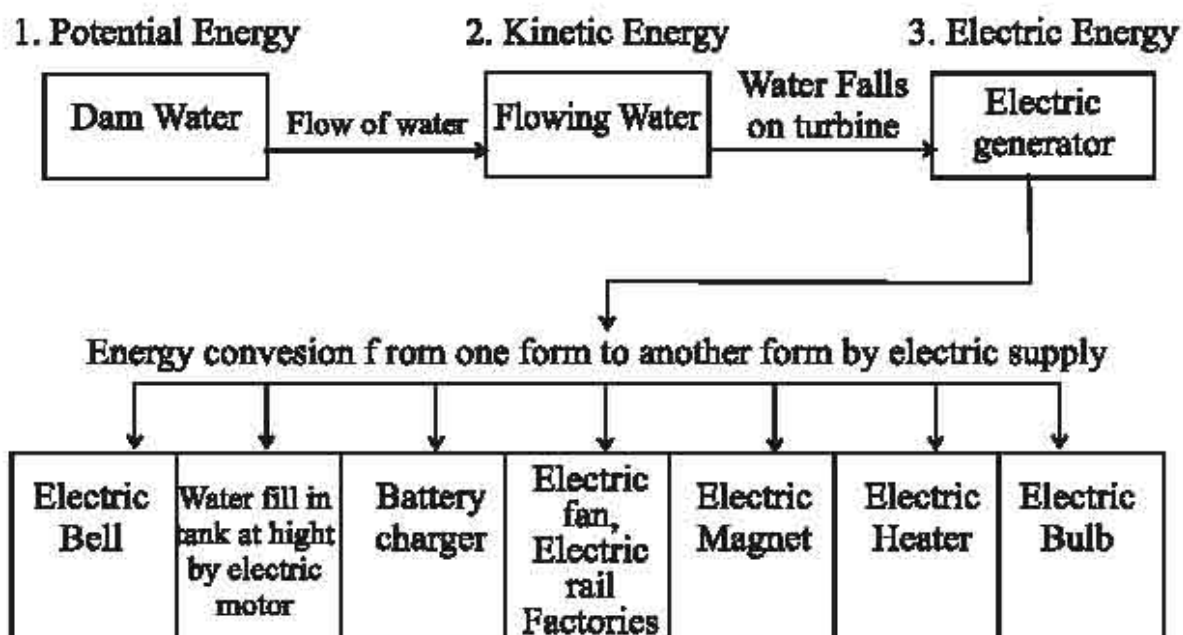 1. Potential Energy
2. Kinetic Energy
3. Electric Energy
Dam Water
Flow of water
Flowing Water
Water Falls
on turbine
Electric
generator
Energy convesion f rom one form to another form by electric supply
Electric
Bell
Water fill in
tank at hight
by electric
motor
Battery
charger
Electric
fan,
Electric
rail
Factories
Electric
Magnet
Electric
Heater
Electric
Bulb